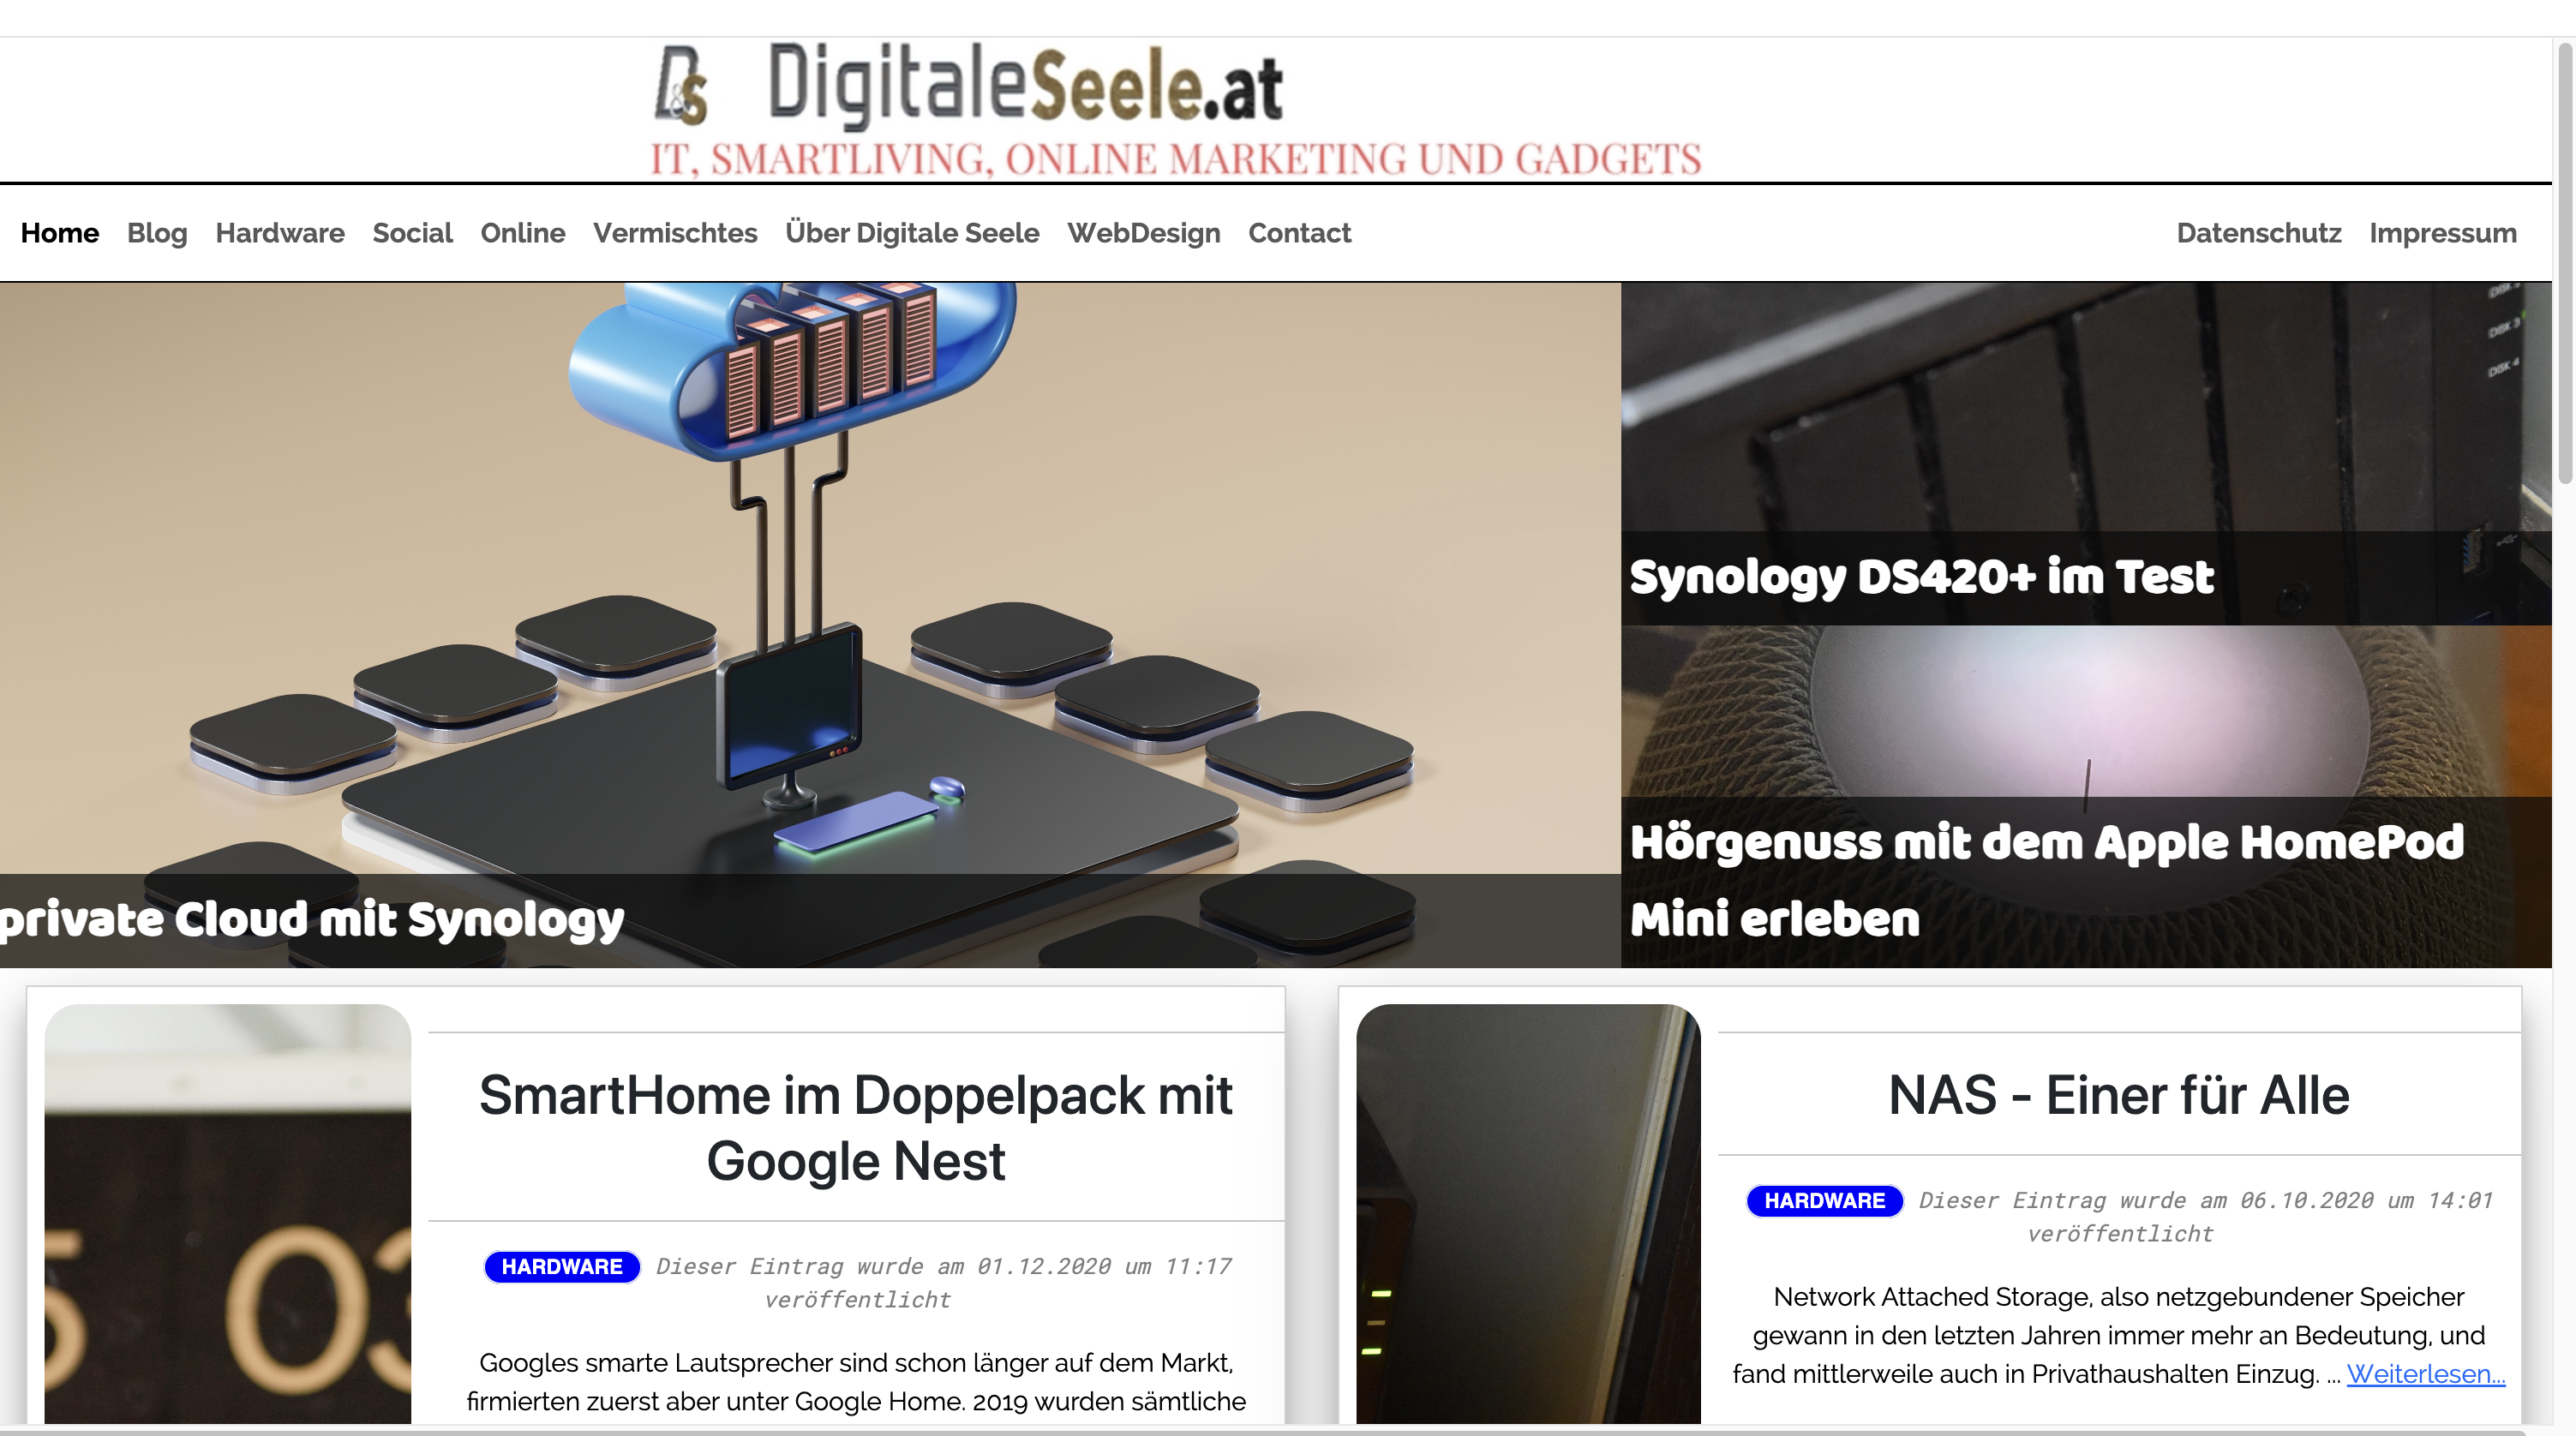 D&S DigitaleSeele.at
IT, SMARTLIVING, ONLINE MARKETING UND GADGETS
Home Blog Hardware Social Online Vermischtes Über Digitale Seele WebDesign Contact Datenschutz Impressum
DISK 3
DISK 4
Synology DS420+ im Test
private Cloud mit Synology
Hörgenuss mit dem Apple HomePod
Mini erleben
SmartHome im Doppelpack mit
Google Nest
HARDWARE Dieser Eintrag wurde am 01.12.2020 um 11:17
veröffentlicht
Googles smarte Lautsprecher sind schon länger auf dem Markt,
firmierten zuerst aber unter Google Home. 2019 wurden sämtliche
03
NAS - Einer für Alle
HARDWARE Dieser Eintrag wurde am 06.10.2020 um 14:01
veröffentlicht
Network Attached Storage, also netzgebundener Speicher
gewann in den letzten Jahren immer mehr an Bedeutung, und
fand mittlerweile auch in Privathaushalten Einzug. ... Weiterlesen...